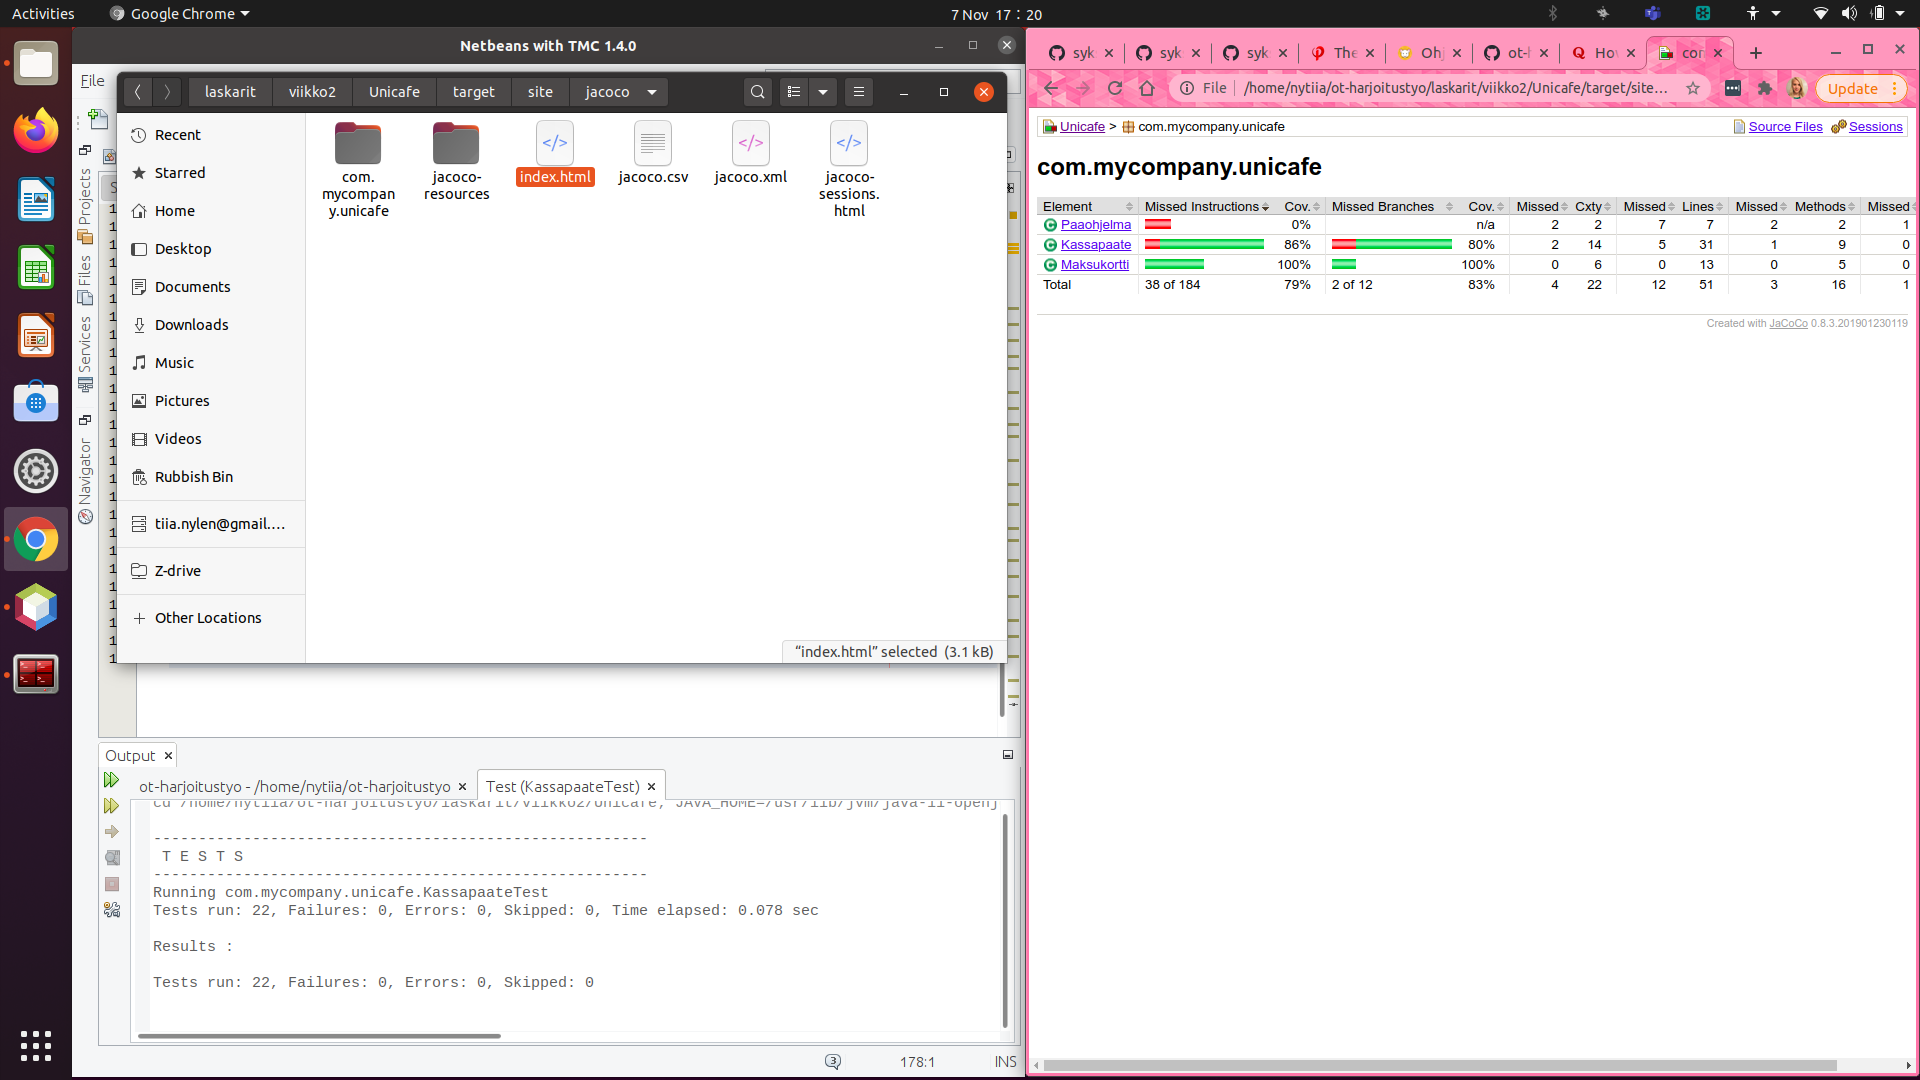 Activities
Google Chrome
7 Nov 17:20
Netbeans with TMC 1.4.0
File
laskarit
viikko2
Unicafe
target
site
jacoco
Recent
Starred
Home
Desktop
Documents
Downloads
Music
Pictures
Videos
Rubbish Bin
tiia.nylen@gmail....
Z-drive
Other Locations
com.
mycompan
y.unicafe
jacoco-
resources
index.html
jacoco.csv
jacoco.xml
jacoco-
sessions.
html
"index.html" selected (3.1 kB)
Projects
Files
Services
Navigator
Output
ot-harjoitustyo - /home/nytiia/ot-harjoitustyo
Test (KassapaateTest)
cd /home/nytiia/ot-harjoitustyo/laskarit/viikko2/Unicafe; JAVA_HOME=/usr/lib/jvm/java-11-openj
-------------------------------------------------------
T E S T S
-------------------------------------------------------
Running com.mycompany.unicafe.KassapaateTest
Tests run: 22, Failures: 0, Errors: 0, Skipped: 0, Time elapsed: 0.078 sec
Results :
Tests run: 22, Failures: 0, Errors: 0, Skipped: 0
3
178:1
INS
syk
syk
syk
The
Oh
ot-h
Hov
con
File
/home/nytiia/ot-harjoitustyo/laskarit/viikko2/Unicafe/target/site...
Update
Unicafe > com.mycompany.unicafe
Source Files Sessions
com.mycompany.unicafe
Element Missed Instructions Cov. Missed Branches Cov. Missed Cxty Missed Lines Missed Methods Missed
Paaohjelma 0% n/a 2 2 7 7 2 2 1
Kassapaate 86% 80% 2 14 5 31 1 9 0
Maksukortti 100% 100% 0 6 0 13 0 5 0
Total 38 of 184 79% 2 of 12 83% 4 22 12 51 3 16 1
Created with JaCoCo 0.8.3.201901230119